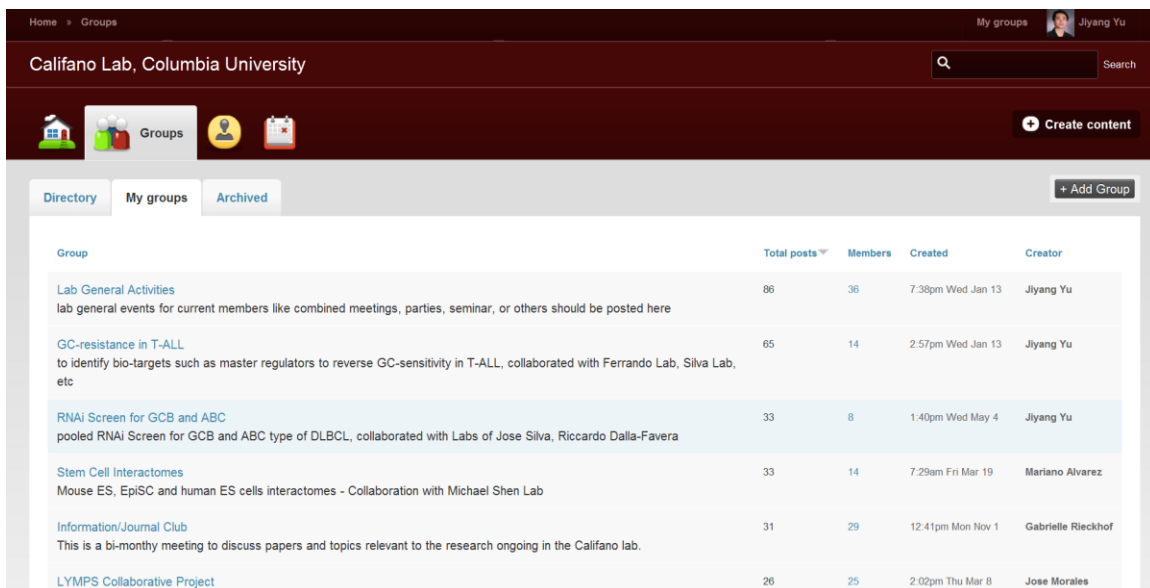 Home » Groups My groups Jiyang Yu
Califano Lab, Columbia University Search
Groups Create content
Directory My groups Archived + Add Group
Group Total posts Members Created Creator
Lab General Activities 86 36 7:38pm Wed Jan 13 Jiyang Yu
lab general events for current members like combined meetings, parties, seminar, or others should be posted here
GC-resistance in T-ALL 65 14 2:57pm Wed Jan 13 Jiyang Yu
to identify bio-targets such as master regulators to reverse GC-sensitivity in T-ALL, collaborated with Ferrando Lab, Silva Lab,
etc
RNAi Screen for GCB and ABC 33 8 1:40pm Wed May 4 Jiyang Yu
pooled RNAi Screen for GCB and ABC type of DLBCL, collaborated with Labs of Jose Silva, Riccardo Dalla-Favera
Stem Cell Interactomes 33 14 7:29am Fri Mar 19 Mariano Alvarez
Mouse ES, EpiSC and human ES cells interactomes - Collaboration with Michael Shen Lab
Information/Journal Club 31 29 12:41pm Mon Nov 1 Gabrielle Rieckhof
This is a bi-monthy meeting to discuss papers and topics relevant to the research ongoing in the Califano lab.
LYMPS Collaborative Project 26 25 2:02pm Thu Mar 8 Jose Morales